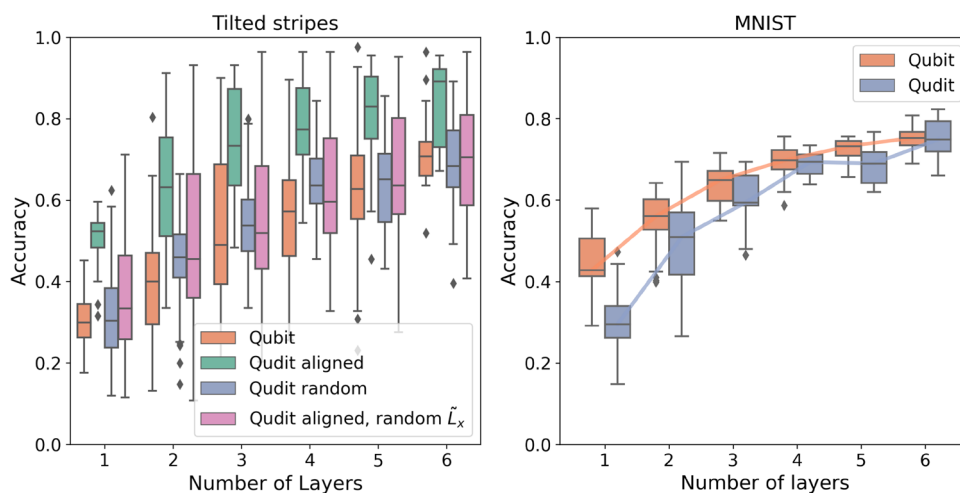 Tilted stripes
1.0
0.8
0.6
0.4
0.2
0.0
Accuracy
1 2 3 4 5 6
Number of Layers
Qubit
Qudit aligned
Qudit random
Qudit aligned, random L̃ₓ
MNIST
1.0
0.8
0.6
0.4
0.2
0.0
Accuracy
1 2 3 4 5 6
Number of layers
Qubit
Qudit